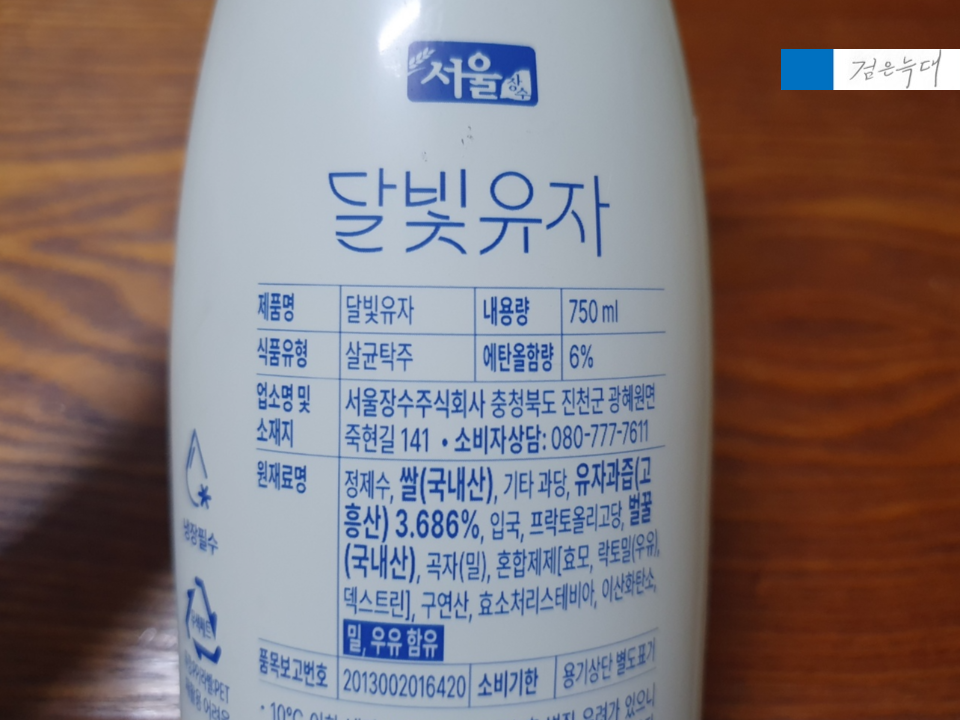 서울
장수
검은늑대
달빛유자
제품명 달빛유자 내용량 750 ml
식품유형 살균탁주 에탄올함량 6%
업소명 및 서울장수주식회사 충청북도 진천군 광혜원면
소재지 죽현길 141 • 소비자상담: 080-777-7611
원재료명 정제수, 쌀(국내산), 기타 과당, 유자과즙(고
흥산) 3.686%, 입국, 프락토올리고당, 벌꿀
(국내산), 곡자(밀), 혼합제제[효모, 락토밀(우유),
덱스트린], 구연산, 효소처리스테비아, 이산화탄소,
밀, 우유 함유
냉장필수
품목보고번호 2013002016420 소비기한 용기상단 별도표기